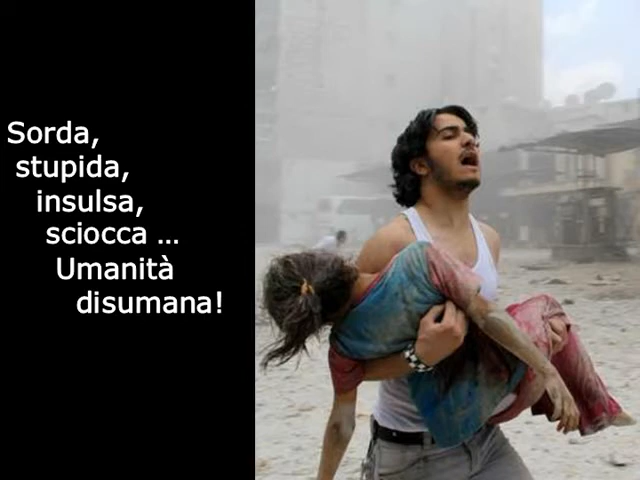 Sorda,
stupida,
insulsa,
sciocca ...
Umanità
disumana!